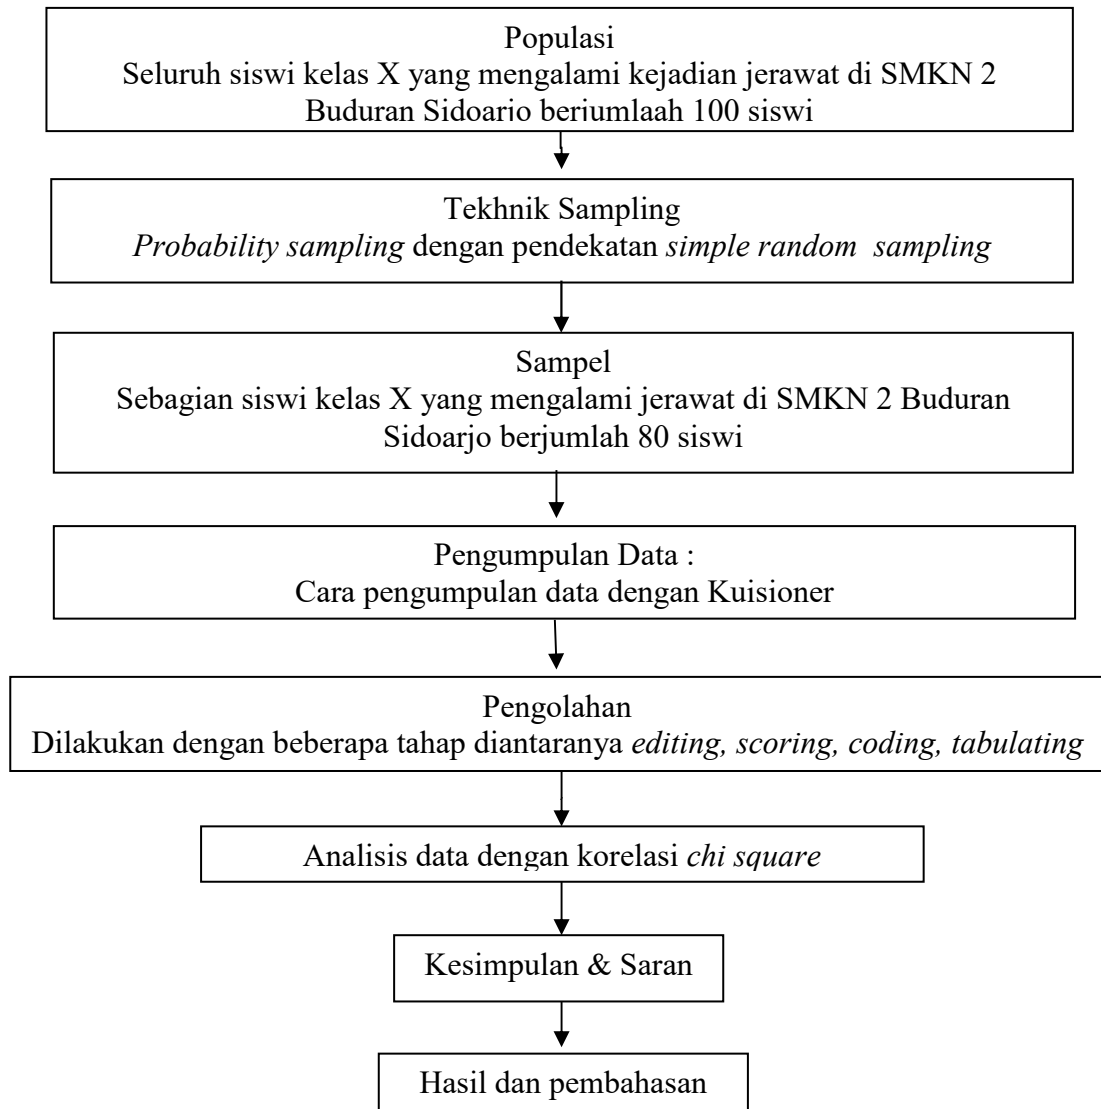 Populasi
Seluruh siswi kelas X yang mengalami kejadian jerawat di SMKN 2
Buduran Sidoarjo berjumlaah 100 siswi
Tekhnik Sampling
Probability sampling dengan pendekatan simple random sampling
Sampel
Sebagian siswi kelas X yang mengalami jerawat di SMKN 2 Buduran
Sidoarjo berjumlah 80 siswi
Pengumpulan Data :
Cara pengumpulan data dengan Kuisioner
Pengolahan
Dilakukan dengan beberapa tahap diantaranya editing, scoring, coding, tabulating
Analisis data dengan korelasi chi square
Kesimpulan & Saran
Hasil dan pembahasan